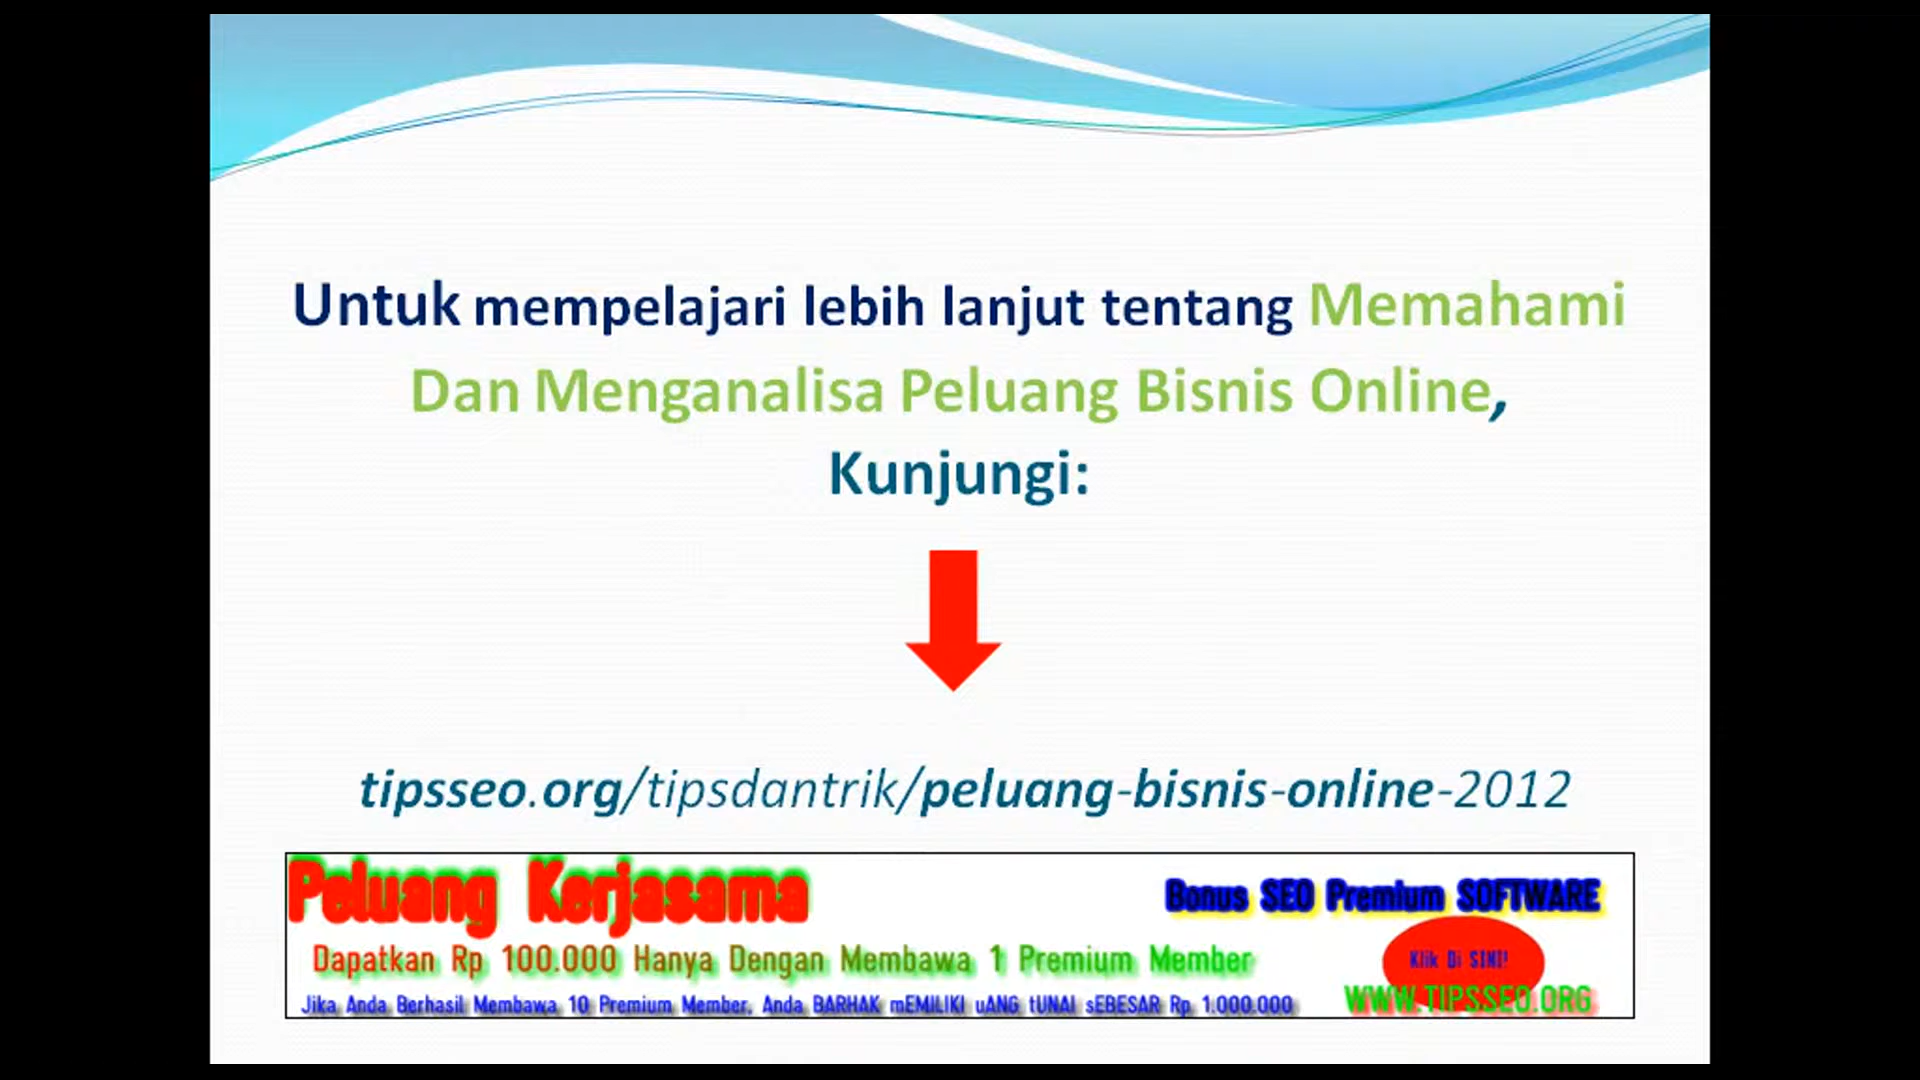 Untuk mempelajari lebih lanjut tentang Memahami
Dan Menganalisa Peluang Bisnis Online,
Kunjungi:
tipsseo.org/tipsdantrik/peluang-bisnis-online-2012
Peluang Kerjasama
Bonus SEO Premium SOFTWARE
Dapatkan Rp 100.000 Hanya Dengan Membawa 1 Premium Member
Klik Di SINI!
Jika Anda Berhasil Membawa 10 Premium Member, Anda BARHAK mEMILIKI uANG tUNAI sEBESAR Rp 1.000.000
WWW.TIPSSEO.ORG